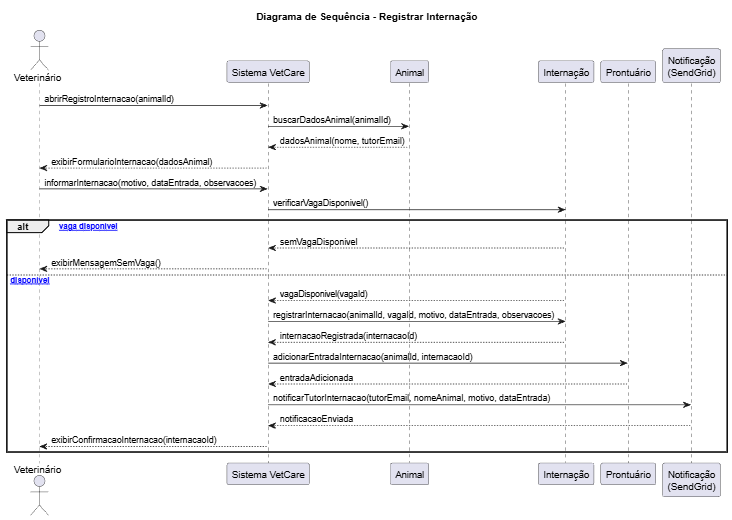 Diagrama de Sequência - Registrar Internação
Veterinário
Sistema VetCare
Animal
Internação
Prontuário
Notificação
(SendGrid)
abrirRegistroInternacao(animalId)
buscarDadosAnimal(animalId)
dadosAnimal(nome, tutorEmail)
exibirFormularioInternacao(dadosAnimal)
informarInternacao(motivo, dataEntrada, observacoes)
verificarVagaDisponivel()
alt
vaga disponivel
semVagaDisponivel
exibirMensagemSemVaga()
disponivel
vagaDisponivel(vagaId)
registrarInternacao(animalId, vagaId, motivo, dataEntrada, observacoes)
internacaoRegistrada(internacaoId)
adicionarEntradaInternacao(animalId, internacaoId)
entradaAdicionada
notificarTutorInternacao(tutorEmail, nomeAnimal, motivo, dataEntrada)
notificacaoEnviada
exibirConfirmacaoInternacao(internacaoId)
Veterinário
Sistema VetCare
Animal
Internação
Prontuário
Notificação
(SendGrid)